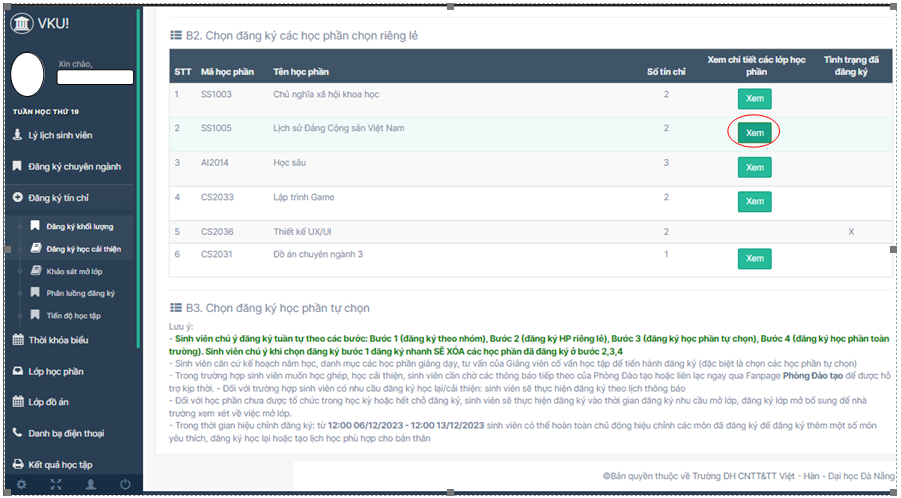 VKU!
Xin chào,
TUẦN HỌC THỨ 19
Lý lịch sinh viên
Đăng ký chuyên ngành
Đăng ký tín chỉ
Đăng ký khối lượng
Đăng ký học cải thiện
Khảo sát mở lớp
Phân luồng đăng ký
Tiến độ học tập
Thời khóa biểu
Lớp học phần
Lớp đồ án
Danh bạ điện thoại
Kết quả học tập
B2. Chọn đăng ký các học phần chọn riêng lẻ
STT Mã học phần Tên học phần Số tín chỉ Xem chi tiết các lớp học phần Tình trạng đã đăng ký
1 SS1003 Chủ nghĩa xã hội khoa học 2 Xem
2 SS1005 Lịch sử Đảng Cộng sản Việt Nam 2 Xem
3 AI2014 Học sâu 3 Xem
4 CS2033 Lập trình Game 2 Xem
5 CS2036 Thiết kế UX/UI 2 X
6 CS2031 Đồ án chuyên ngành 3 1 Xem
B3. Chọn đăng ký học phần tự chọn
Lưu ý:
- Sinh viên chú ý đăng ký tuần tự theo các bước: Bước 1 (đăng ký theo nhóm), Bước 2 (đăng ký HP riêng lẻ), Bước 3 (đăng ký học phần tự chọn), Bước 4 (đăng ký học phần toàn
trường). Sinh viên chú ý khi chọn đăng ký bước 1 đăng ký nhanh SẼ XÓA các học phần đã đăng ký ở bước 2,3,4
- Sinh viên căn cứ kế hoạch năm học, danh mục các học phần giảng dạy, tư vấn của Giảng viên cố vấn học tập để tiến hành đăng ký (đặc biệt là chọn các học phần tự chọn)
- Trong trường hợp sinh viên muốn học ghép, học cải thiện, sinh viên cần chờ các thông báo tiếp theo của Phòng Đào tạo hoặc liên lạc ngay qua Fanpage Phòng Đào tạo để được hỗ
trợ kịp thời. - Đối với trường hợp sinh viên có nhu cầu đăng ký học lại/cải thiện: sinh viên sẽ thực hiện đăng ký theo lịch thông báo
- Đối với học phần chưa được tổ chức trong học kỳ hoặc hết chỗ đăng ký, sinh viên sẽ thực hiện đăng ký vào thời gian đăng ký nhu cầu mở lớp, đăng ký lớp mở bổ sung để nhà
trường xem xét về việc mở lớp.
- Trong thời gian hiệu chỉnh đăng ký: từ 12:00 06/12/2023 - 12:00 13/12/2023 sinh viên có thể hoàn toàn chủ động hiệu chỉnh các môn đã đăng ký để đăng ký thêm một số môn
yêu thích, đăng ký học lại hoặc tạo lịch học phù hợp cho bản thân
©Bản quyền thuộc về Trường ĐH CNTT&TT Việt - Hàn - Đại học Đà Nẵng